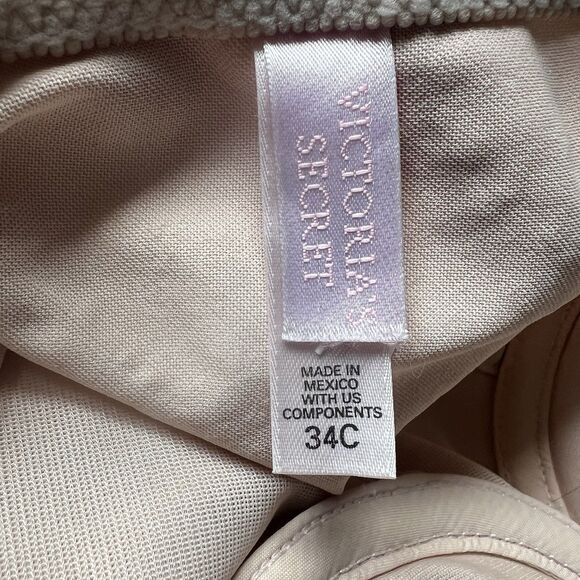 VICTORIA'S
SECRET
MADE IN
MEXICO
WITH US
COMPONENTS
34C